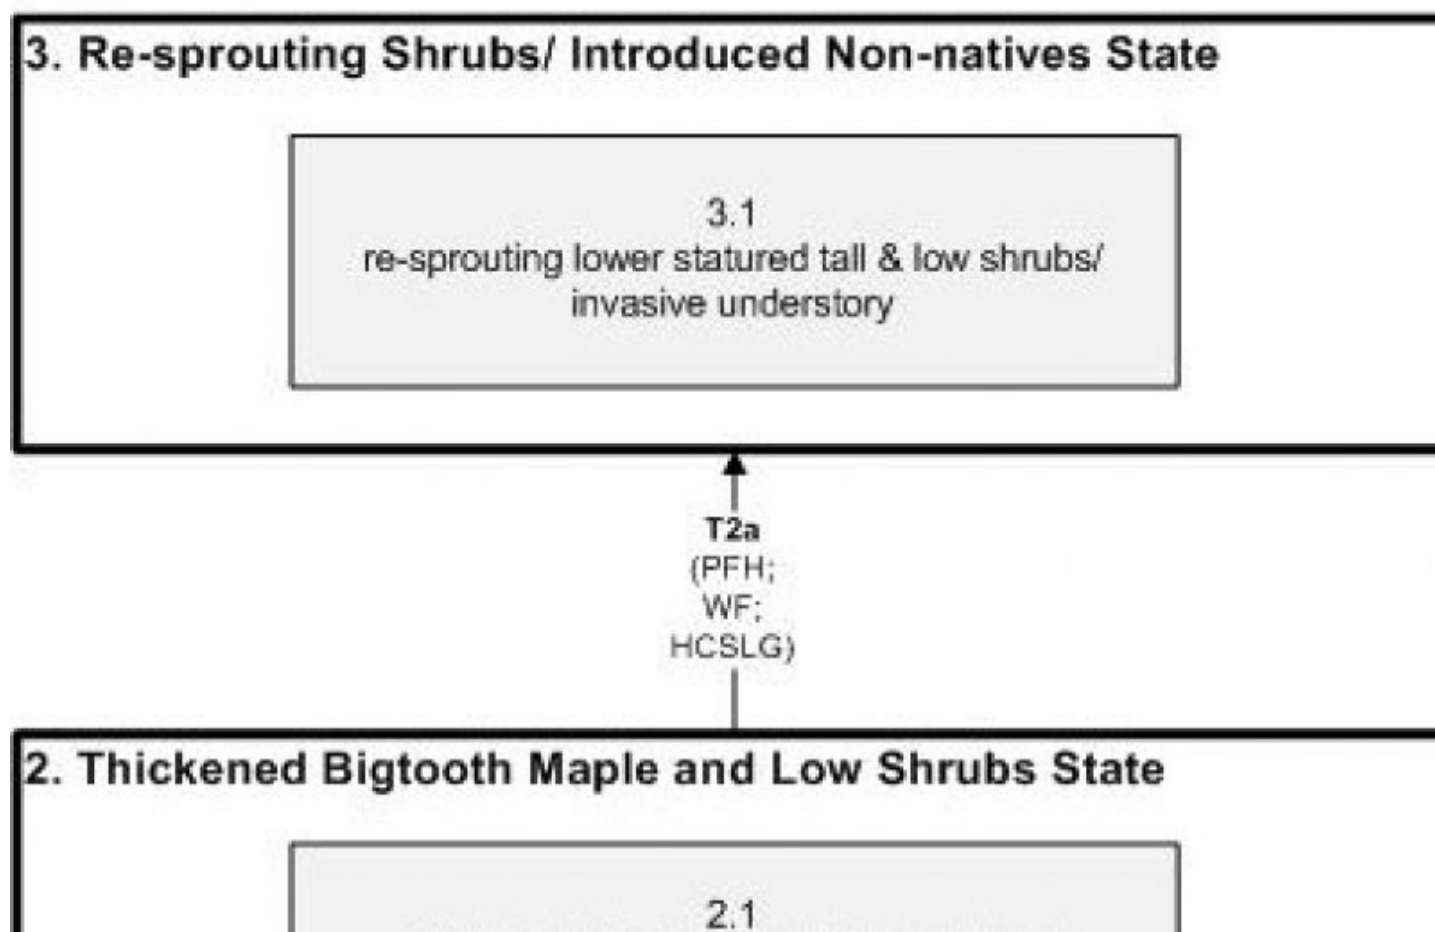 3. Re-sprouting Shrubs/ Introduced Non-natives State
3.1
re-sprouting lower statured tall & low shrubs/
invasive understory
T2a
(PFH;
WF;
HCSLG)
2. Thickened Bigtooth Maple and Low Shrubs State
2.1